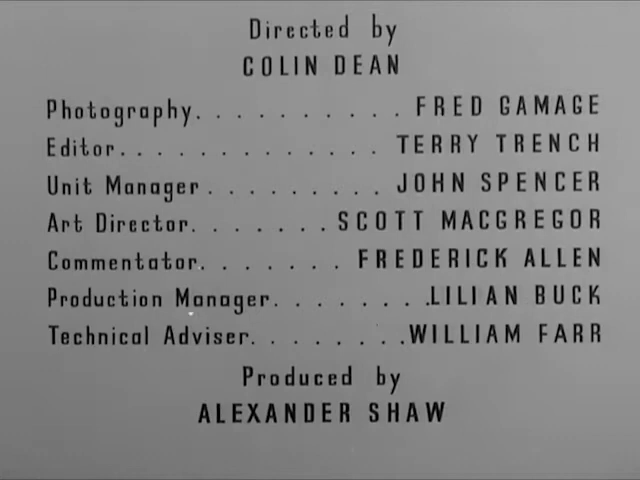 Directed by
COLIN DEAN
Photography. . . . . . . . . . . FRED GAMAGE
Editor. . . . . . . . . . . . . . TERRY TRENCH
Unit Manager . . . . . . . . . JOHN SPENCER
Art Director. . . . . . . SCOTT MACGREGOR
Commentator. . . . . . . FREDERICK ALLEN
Production Manager. . . . . . . .LILIAN BUCK
Technical Adviser. . . . . . . .WILLIAM FARR
Produced by
ALEXANDER SHAW